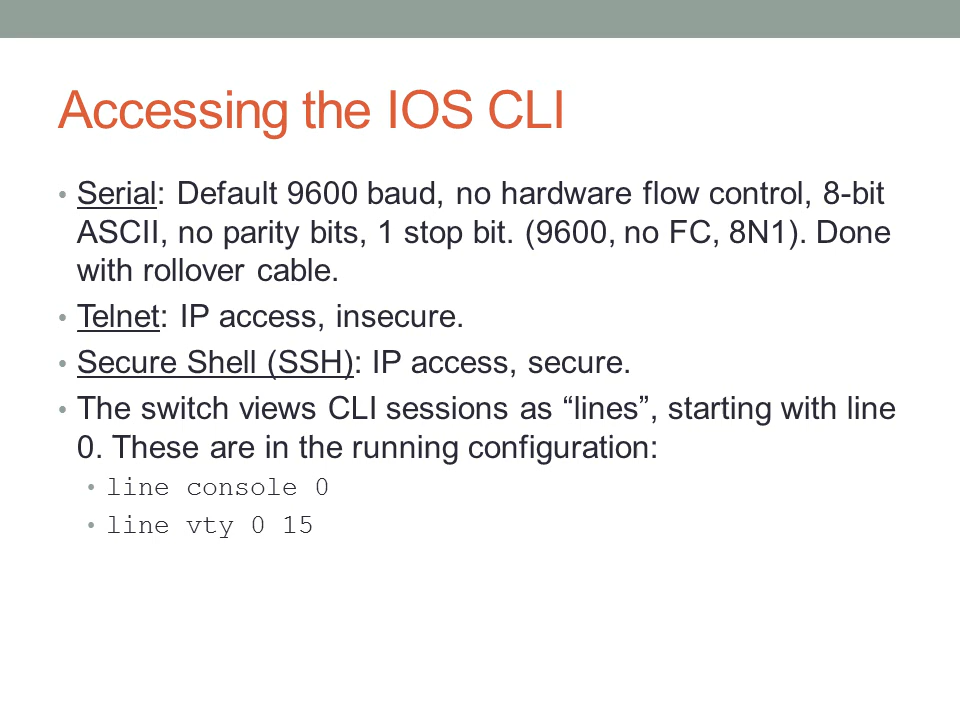 Accessing the IOS CLI
• Serial: Default 9600 baud, no hardware flow control, 8-bit
ASCII, no parity bits, 1 stop bit. (9600, no FC, 8N1). Done
with rollover cable.
• Telnet: IP access, insecure.
• Secure Shell (SSH): IP access, secure.
• The switch views CLI sessions as “lines”, starting with line
0. These are in the running configuration:
• line console 0
• line vty 0 15